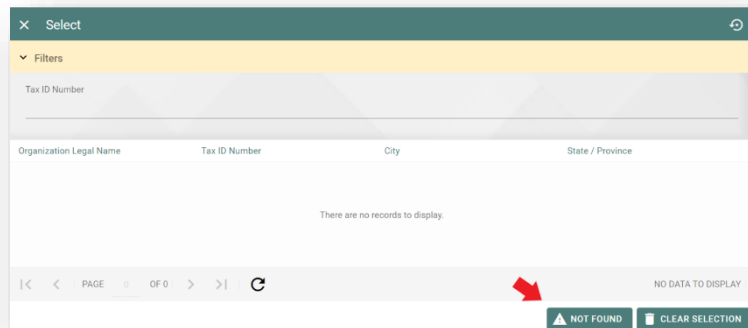 Select
Filters
Tax ID Number
Organization Legal Name Tax ID Number City State / Province
There are no records to display.
PAGE 0 OF 0 NO DATA TO DISPLAY
NOT FOUND CLEAR SELECTION